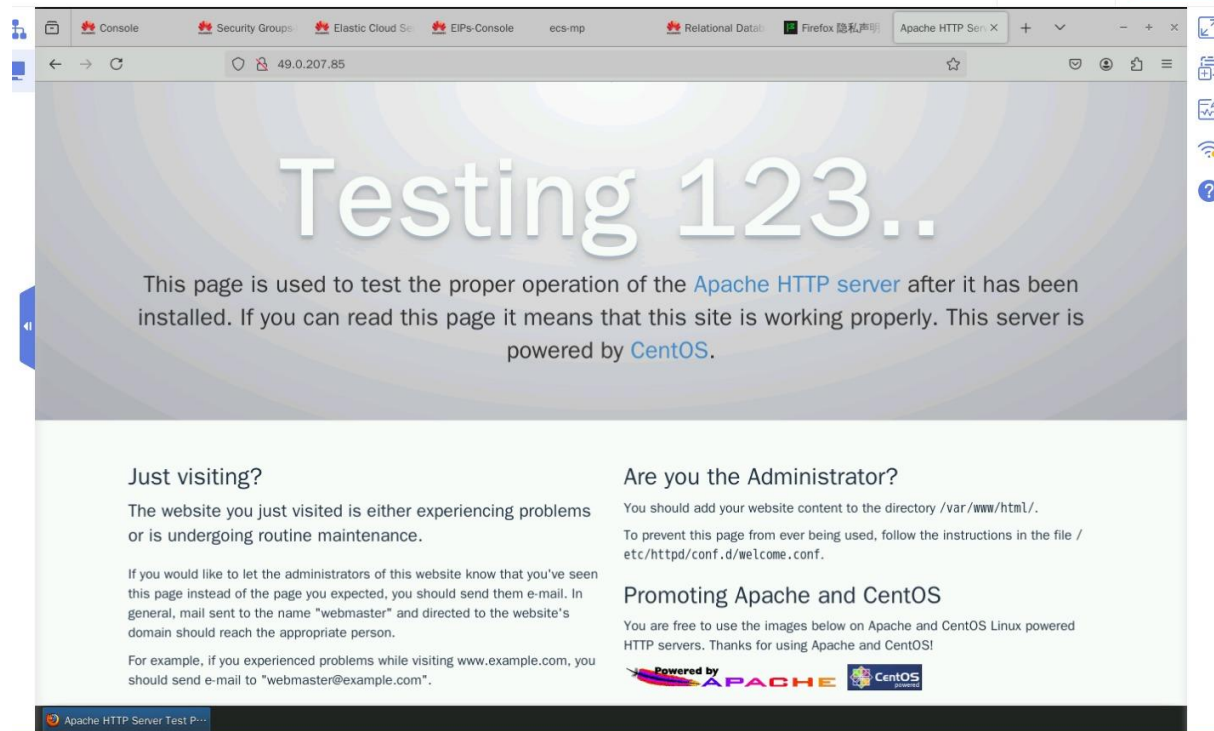 Console
Security Groups-
Elastic Cloud Se
EIPs-Console
ecs-mp
Relational Datab
Firefox 隐私声明
Apache HTTP Serv
49.0.207.85
Testing 123..
This page is used to test the proper operation of the Apache HTTP server after it has been
installed. If you can read this page it means that this site is working properly. This server is
powered by CentOS.
Just visiting?
The website you just visited is either experiencing problems
or is undergoing routine maintenance.
If you would like to let the administrators of this website know that you've seen
this page instead of the page you expected, you should send them e-mail. In
general, mail sent to the name "webmaster" and directed to the website's
domain should reach the appropriate person.
For example, if you experienced problems while visiting www.example.com, you
should send e-mail to "webmaster@example.com".
Are you the Administrator?
You should add your website content to the directory /var/www/html/.
To prevent this page from ever being used, follow the instructions in the file /
etc/httpd/conf.d/welcome.conf.
Promoting Apache and CentOS
You are free to use the images below on Apache and CentOS Linux powered
HTTP servers. Thanks for using Apache and CentOS!
Powered by
APACHE
CentOS
powered
Apache HTTP Server Test P···